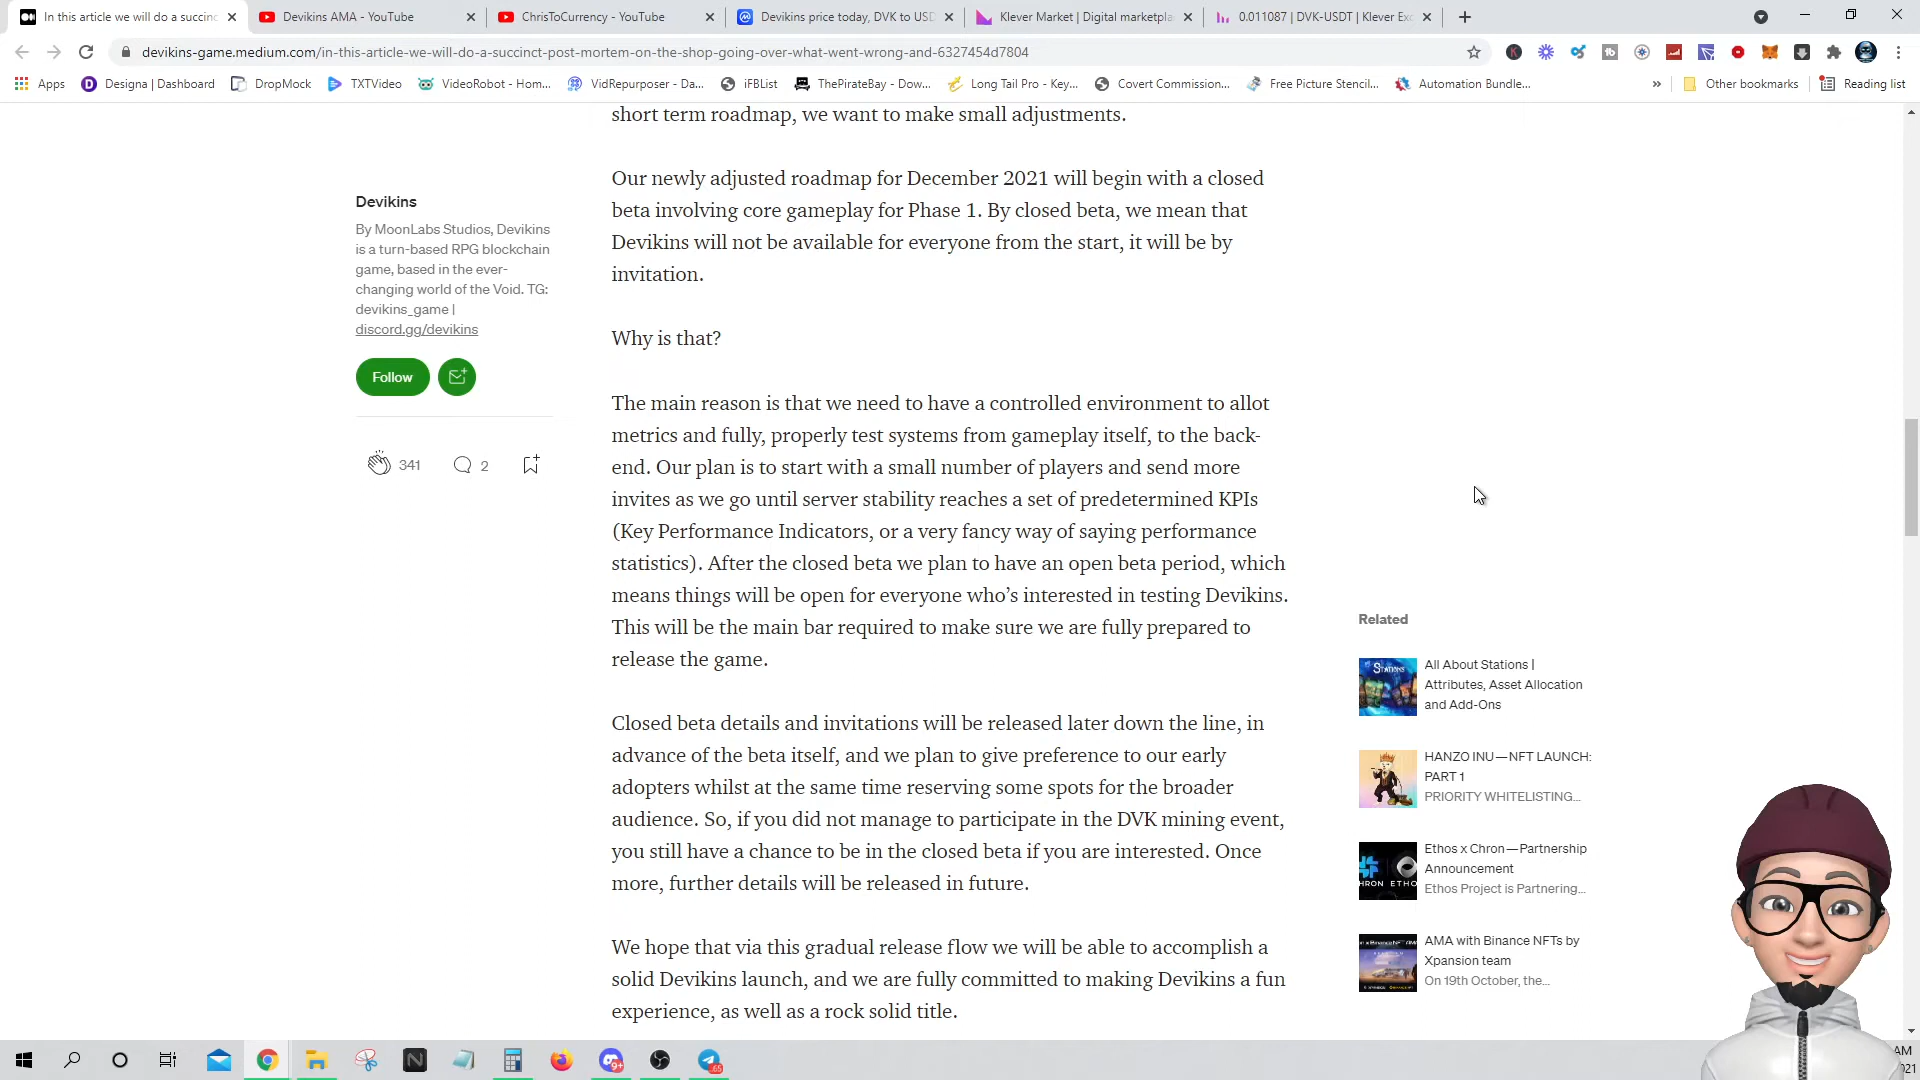 In this article we will do a succinc
Devikins AMA - YouTube
ChrisToCurrency - YouTube
Devikins price today, DVK to USD
Klever Market | Digital marketpla
0.011087 | DVK-USDT | Klever Exc
devikins-game.medium.com/in-this-article-we-will-do-a-succinct-post-mortem-on-the-shop-going-over-what-went-wrong-and-6327454d7804
Apps
Designa | Dashboard
DropMock
TXTVideo
VideoRobot - Hom...
VidRepurposer - Da...
iFBList
ThePirateBay - Dow...
Long Tail Pro - Key...
Covert Commission...
Free Picture Stencil...
Automation Bundle...
»
Other bookmarks
Reading list
short term roadmap, we want to make small adjustments.
Our newly adjusted roadmap for December 2021 will begin with a closed
beta involving core gameplay for Phase 1. By closed beta, we mean that
Devikins will not be available for everyone from the start, it will be by
invitation.
Why is that?
The main reason is that we need to have a controlled environment to allot
metrics and fully, properly test systems from gameplay itself, to the back-
end. Our plan is to start with a small number of players and send more
invites as we go until server stability reaches a set of predetermined KPIs
(Key Performance Indicators, or a very fancy way of saying performance
statistics). After the closed beta we plan to have an open beta period, which
means things will be open for everyone who’s interested in testing Devikins.
This will be the main bar required to make sure we are fully prepared to
release the game.
Closed beta details and invitations will be released later down the line, in
advance of the beta itself, and we plan to give preference to our early
adopters whilst at the same time reserving some spots for the broader
audience. So, if you did not manage to participate in the DVK mining event,
you still have a chance to be in the closed beta if you are interested. Once
more, further details will be released in future.
We hope that via this gradual release flow we will be able to accomplish a
solid Devikins launch, and we are fully committed to making Devikins a fun
experience, as well as a rock solid title.
Devikins
By MoonLabs Studios, Devikins
is a turn-based RPG blockchain
game, based in the ever-
changing world of the Void. TG:
devikins_game |
discord.gg/devikins
Follow
341
2
Related
STATIONS
All About Stations |
Attributes, Asset Allocation
and Add-Ons
HANZO INU—NFT LAUNCH:
PART 1
PRIORITY WHITELISTING...
HRON ETHO
Ethos x Chron—Partnership
Announcement
Ethos Project is Partnering...
AMA with Binance NFTs by
Xpansion team
On 19th October, the...
9+
65
AM
021